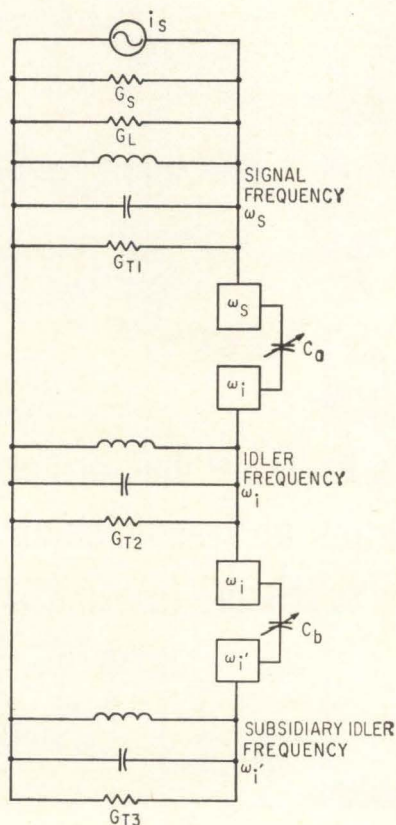 i_s
G_S
G_L
SIGNAL
FREQUENCY
ω_S
G_T1
ω_S
C_a
ω_i
IDLER
FREQUENCY
ω_i
G_T2
ω_i
C_b
ω_i'
SUBSIDIARY IDLER
FREQUENCY
ω_i'
G_T3